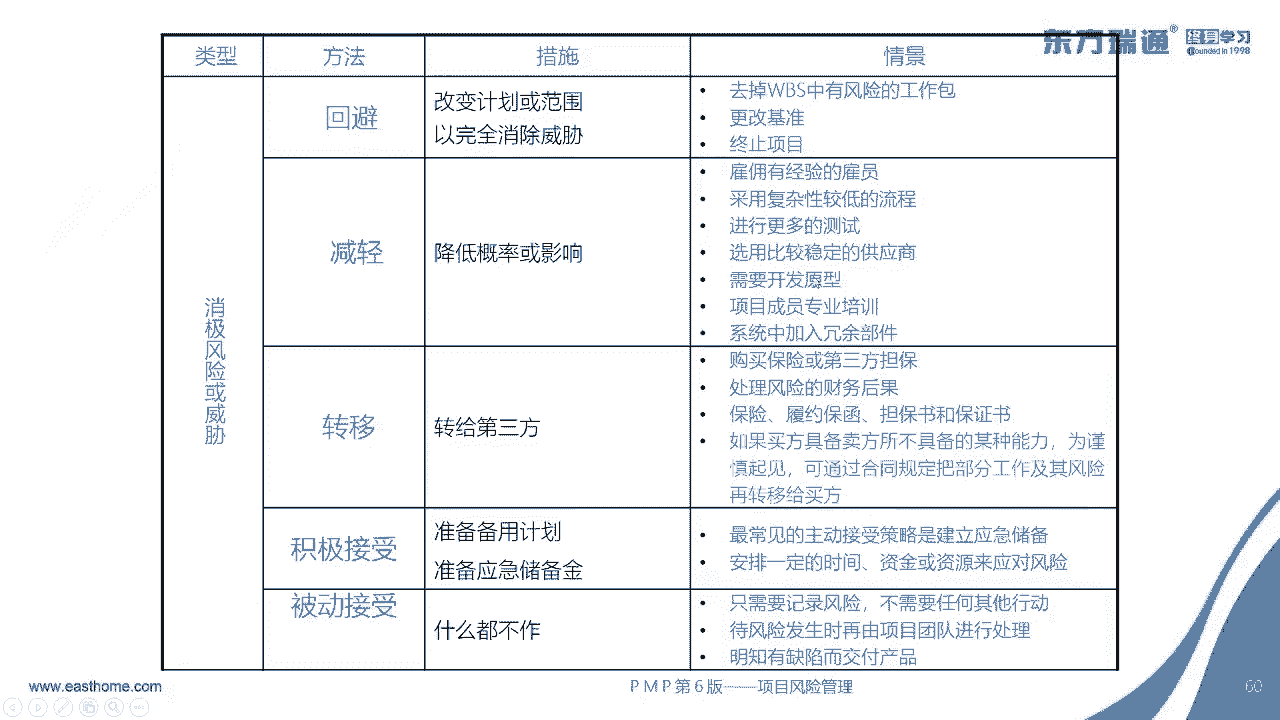 东方瑞通® 终身学习
Founded in 1998
类型 方法 措施 情景
消极风险或威胁
回避
改变计划或范围
以完全消除威胁
• 去掉WBS中有风险的工作包
• 更改基准
• 终止项目
减轻
降低概率或影响
• 雇佣有经验的雇员
• 采用复杂性较低的流程
• 进行更多的测试
• 选用比较稳定的供应商
• 需要开发原型
• 项目成员专业培训
• 系统中加入冗余部件
转移
转给第三方
• 购买保险或第三方担保
• 处理风险的财务后果
• 保险、履约保函、担保书和保证书
• 如果买方具备卖方所不具备的某种能力，为谨
慎起见，可通过合同规定把部分工作及其风险
再转移给买方
积极接受
准备备用计划
准备应急储备金
• 最常见的主动接受策略是建立应急储备
• 安排一定的时间、资金或资源来应对风险
被动接受
什么都不作
• 只需要记录风险，不需要任何其他行动
• 待风险发生时再由项目团队进行处理
• 明知有缺陷而交付产品
www.easthome.com
PMP第6版——项目风险管理
60